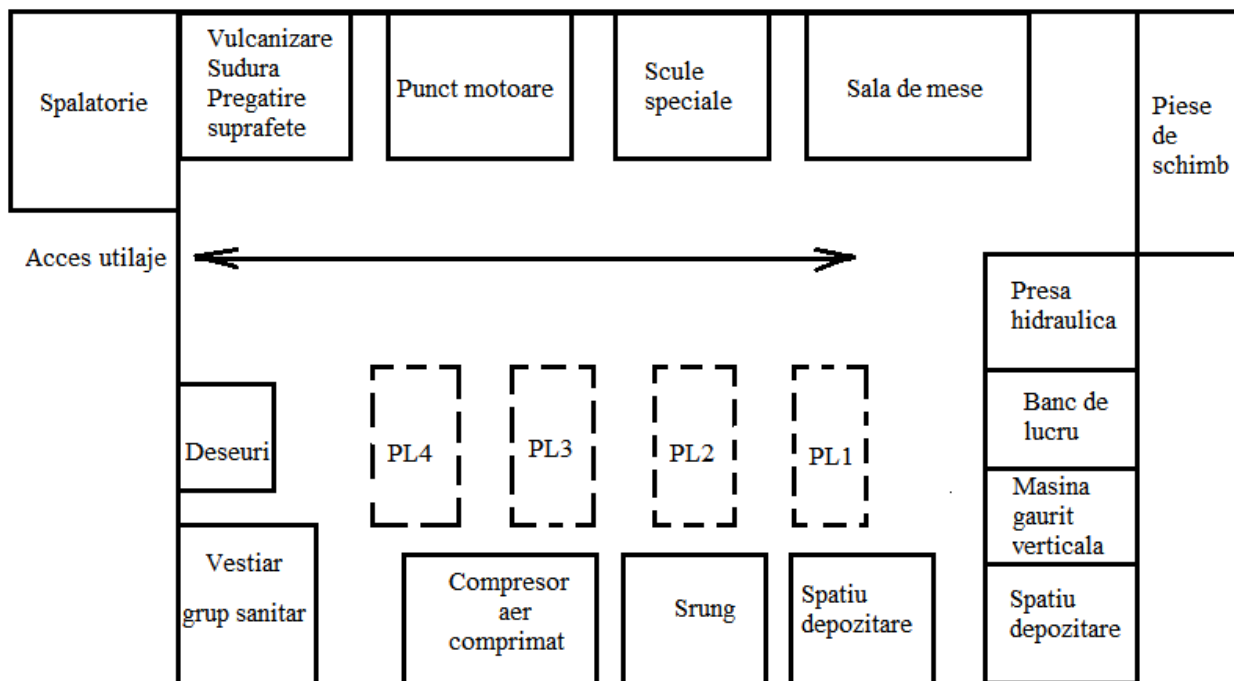 Spalatorie
Vulcanizare
Sudura
Pregatire
suprafete
Punct motoare
Scule
speciale
Sala de mese
Piese
de
schimb
Acces utilaje
Presa
hidraulica
Banc de
lucru
Masina
gaurit
verticala
Spatiu
depozitare
Deseuri
PL4
PL3
PL2
PL1
Vestiar
grup sanitar
Compresor
aer
comprimat
Srung
Spatiu
depozitare